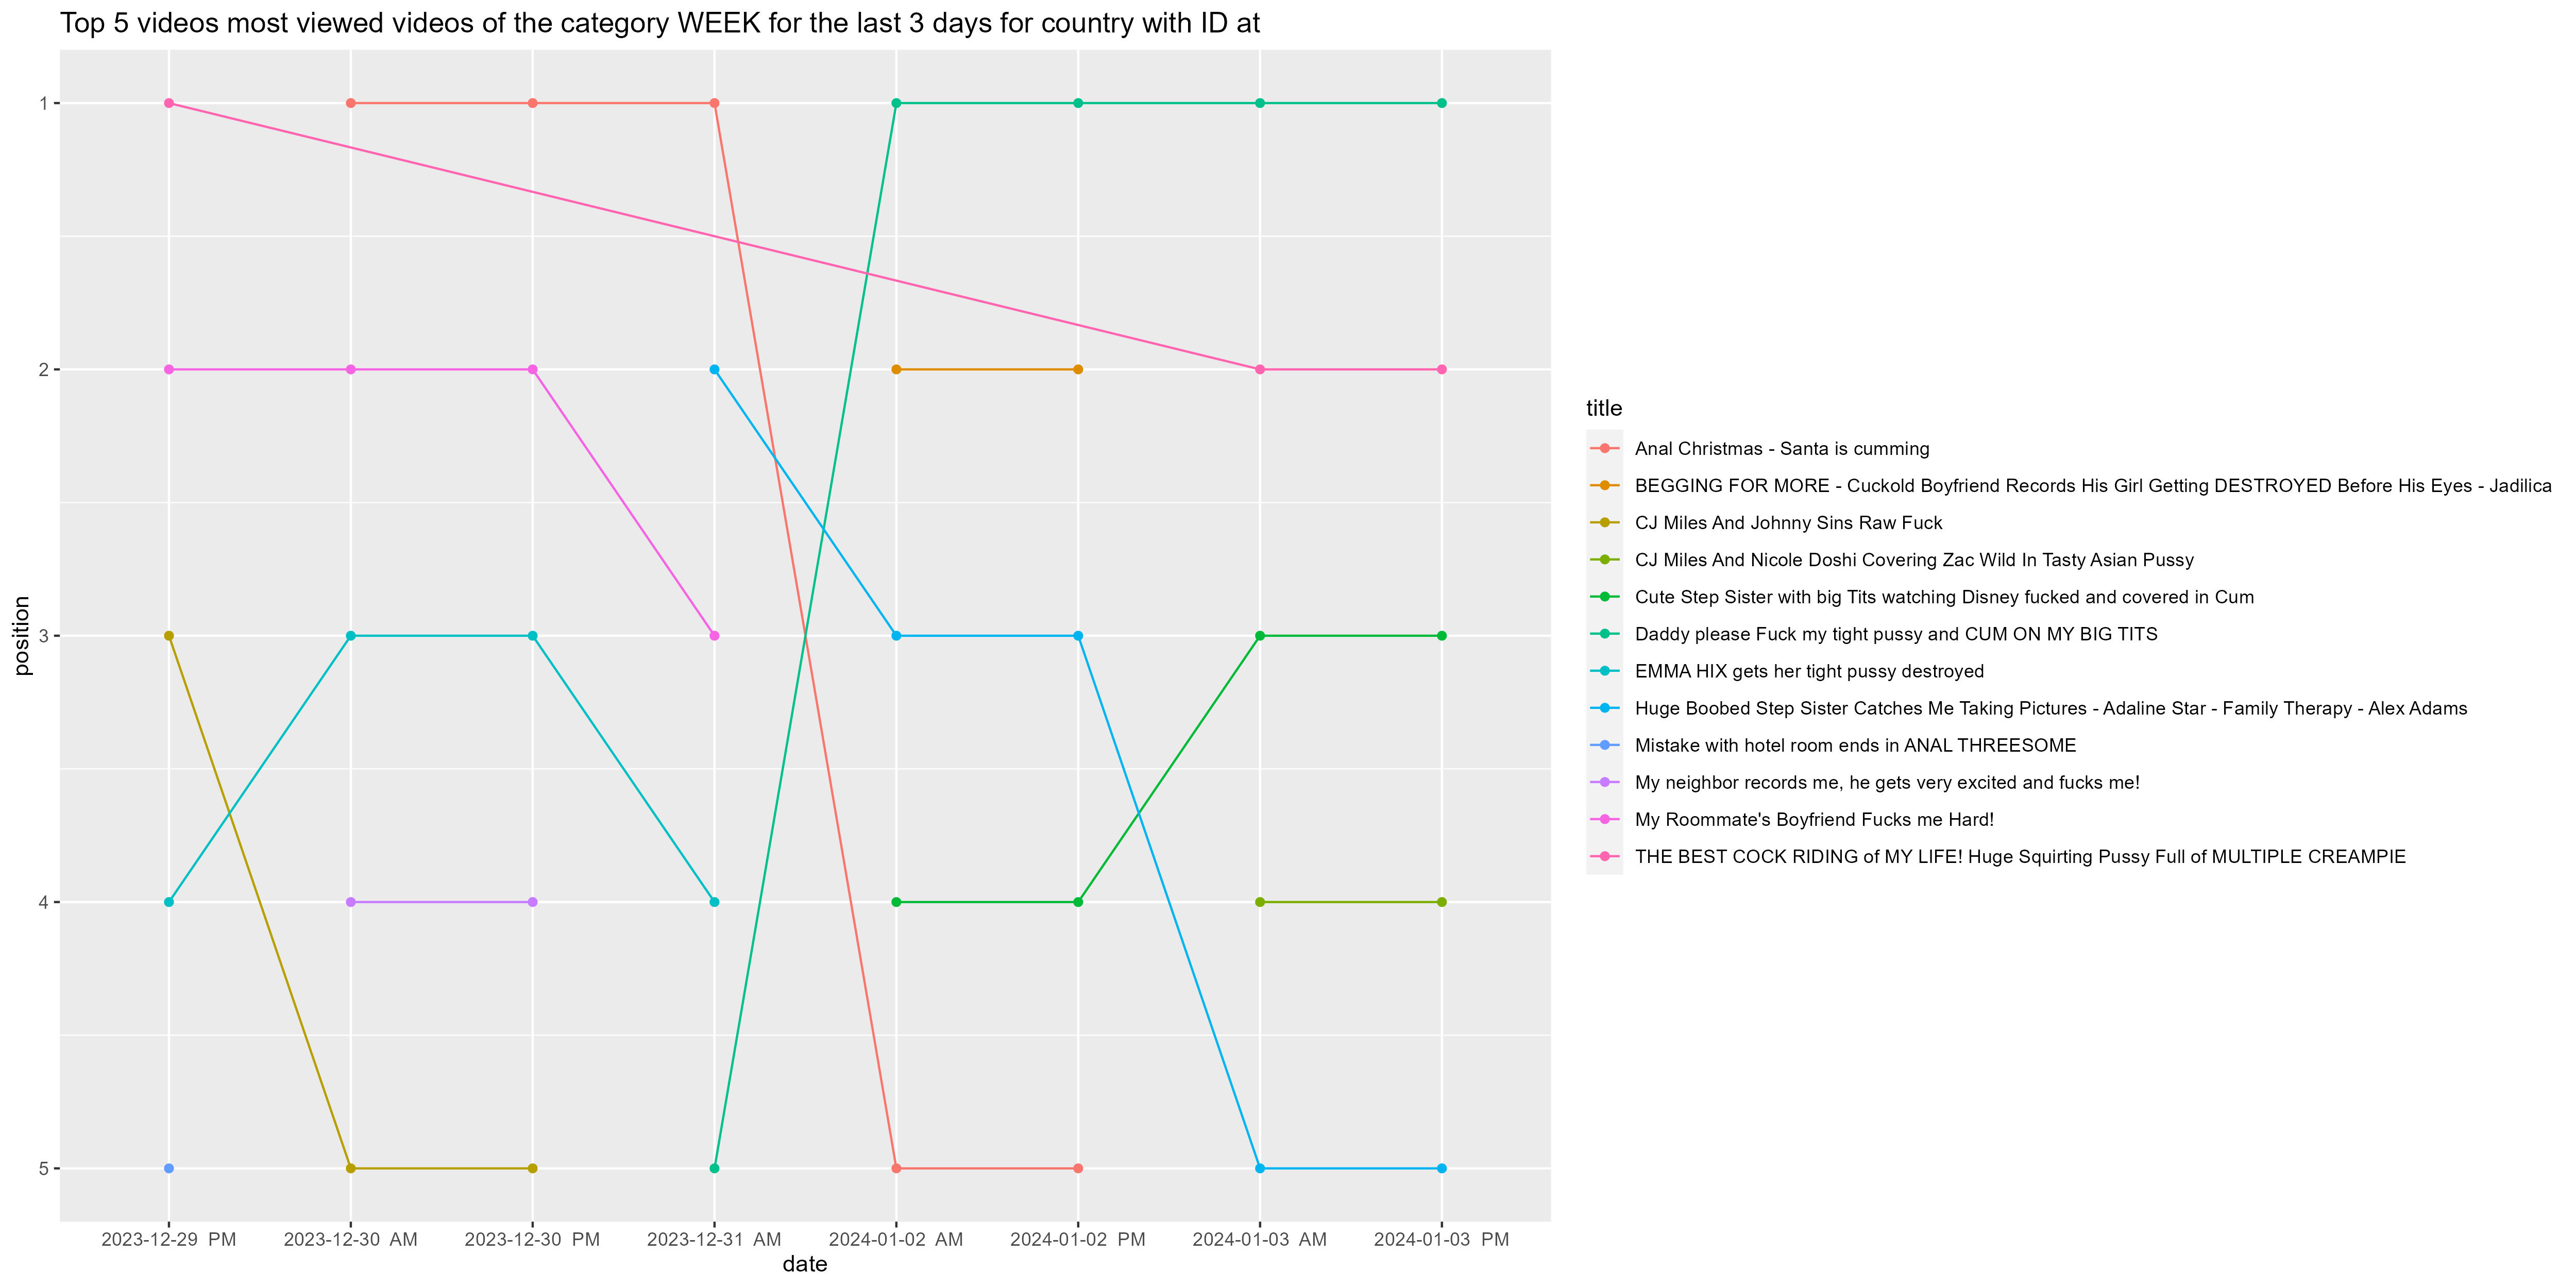 Top 5 videos most viewed videos of the category WEEK for the last 3 days for country with ID at
position
1
2
3
4
5
2023-12-29 PM
2023-12-30 AM
2023-12-30 PM
2023-12-31 AM
2024-01-02 AM
2024-01-02 PM
2024-01-03 AM
2024-01-03 PM
date
title
Anal Christmas - Santa is cumming
BEGGING FOR MORE - Cuckold Boyfriend Records His Girl Getting DESTROYED Before His Eyes - Jadilica
CJ Miles And Johnny Sins Raw Fuck
CJ Miles And Nicole Doshi Covering Zac Wild In Tasty Asian Pussy
Cute Step Sister with big Tits watching Disney fucked and covered in Cum
Daddy please Fuck my tight pussy and CUM ON MY BIG TITS
EMMA HIX gets her tight pussy destroyed
Huge Boobed Step Sister Catches Me Taking Pictures - Adaline Star - Family Therapy - Alex Adams
Mistake with hotel room ends in ANAL THREESOME
My neighbor records me, he gets very excited and fucks me!
My Roommate's Boyfriend Fucks me Hard!
THE BEST COCK RIDING of MY LIFE! Huge Squirting Pussy Full of MULTIPLE CREAMPIE